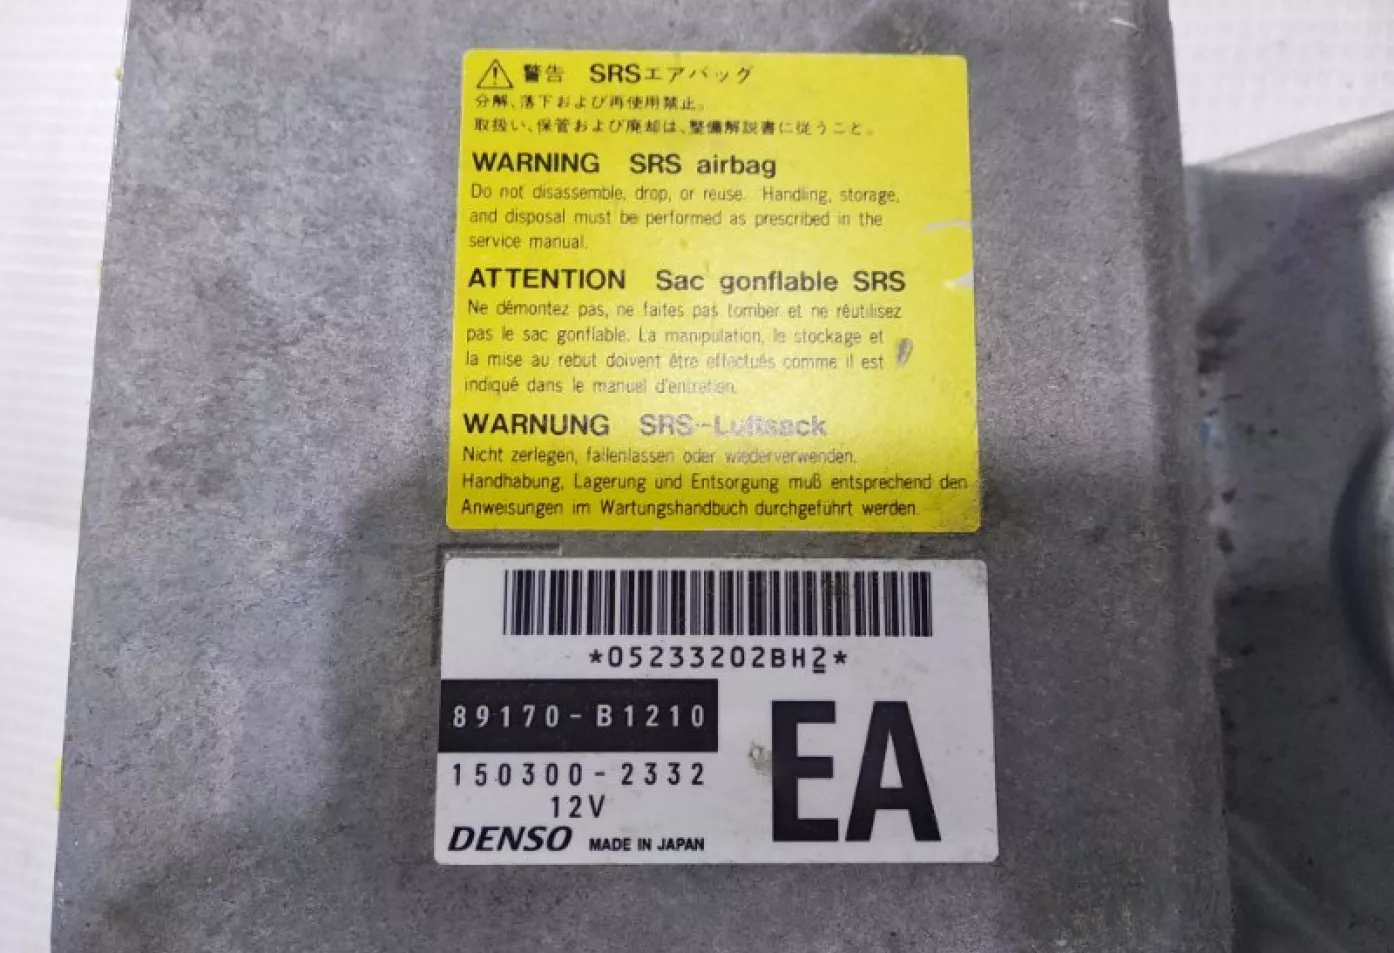 ⚠ 警告 SRSエアバッグ
分解、落下および再使用禁止。
取扱い、保管および廃却は、整備解説書に従うこと。
WARNING SRS airbag
Do not disassemble, drop, or reuse. Handling, storage,
and disposal must be performed as prescribed in the
service manual.
ATTENTION Sac gonflable SRS
Ne démontez pas, ne faites pas tomber et ne réutilisez
pas le sac gonflable. La manipulation, le stockage et
la mise au rebut doivent être effectués comme il est
indiqué dans le manuel d'entretien.
WARNUNG SRS-Luftsack
Nicht zerlegen, fallenlassen oder wiederverwenden.
Handhabung, Lagerung und Entsorgung muß entsprechend den
Anweisungen im Wartungshandbuch durchgeführt werden.
*05233202BH2*
89170-B1210
150300-2332
12V
EA
DENSO MADE IN JAPAN